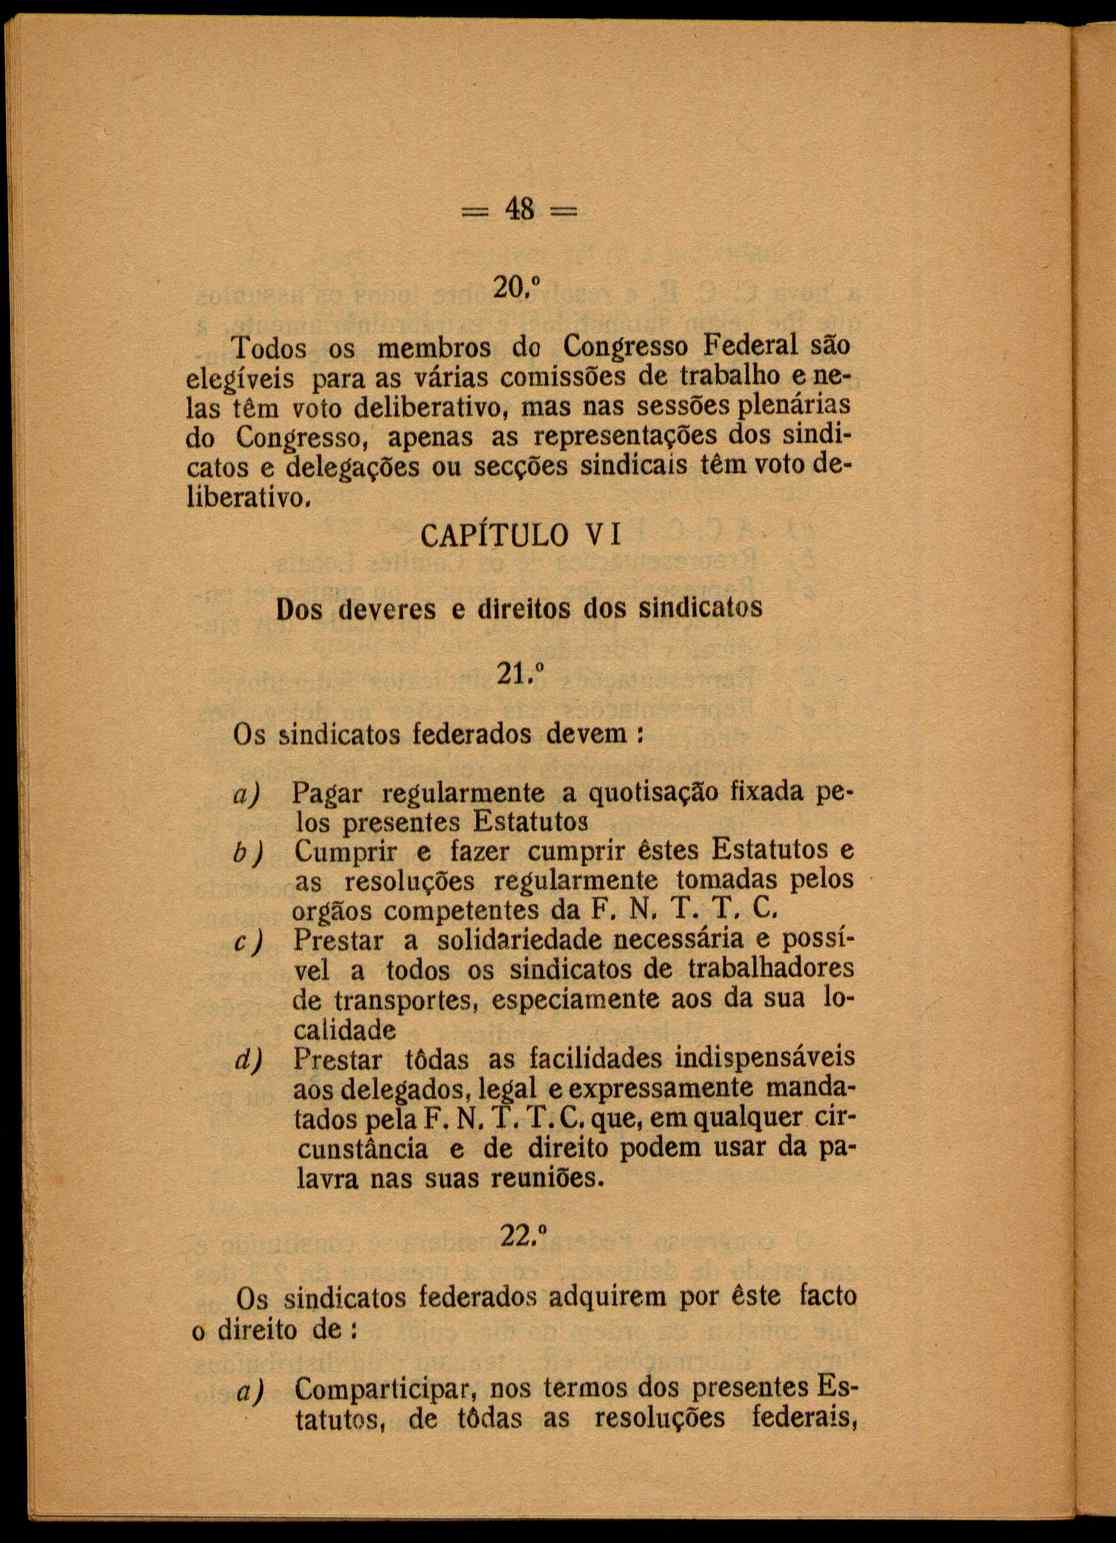 = 48 =
20.º
Todos os membros do Congresso Federal são
elegíveis para as várias comissões de trabalho e ne-
las têm voto deliberativo, mas nas sessões plenárias
do Congresso, apenas as representações dos sindi-
catos e delegações ou secções sindicais têm voto de-
liberativo.
CAPÍTULO VI
Dos deveres e direitos dos sindicatos
21.º
Os sindicatos federados devem :
a) Pagar regularmente a quotisação fixada pe-
los presentes Estatutos
b) Cumprir e fazer cumprir êstes Estatutos e
as resoluções regularmente tomadas pelos
orgãos competentes da F. N. T. T. C.
c) Prestar a solidariedade necessária e possí-
vel a todos os sindicatos de trabalhadores
de transportes, especiamente aos da sua lo-
calidade
d) Prestar tôdas as facilidades indispensáveis
aos delegados, legal e expressamente manda-
tados pela F. N. T. T. C. que, em qualquer cir-
cunstância e de direito podem usar da pa-
lavra nas suas reuniões.
22.º
Os sindicatos federados adquirem por êste facto
o direito de :
a) Comparticipar, nos termos dos presentes Es-
tatutos, de tôdas as resoluções federais,